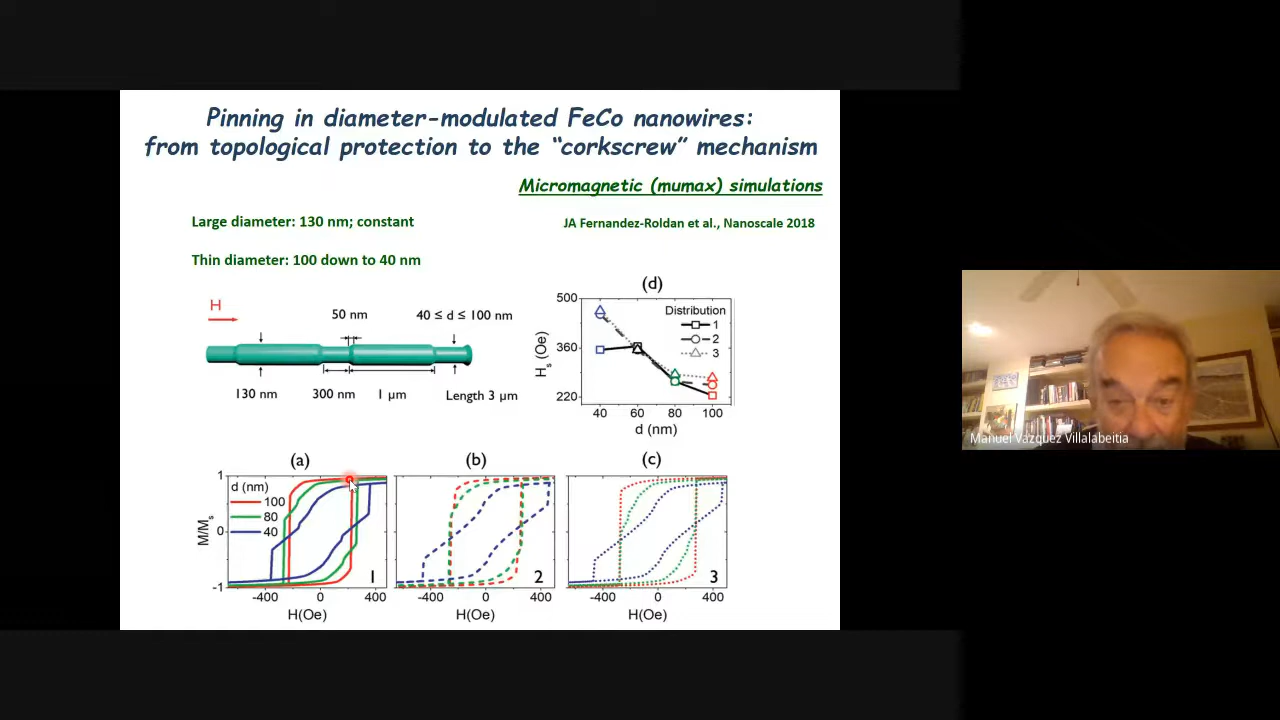 Pinning in diameter-modulated FeCo nanowires:
from topological protection to the “corkscrew” mechanism
Micromagnetic (mumax) simulations
Large diameter: 130 nm; constant
JA Fernandez-Roldan et al., Nanoscale 2018
Thin diameter: 100 down to 40 nm
H
50 nm
40 ≤ d ≤ 100 nm
130 nm
300 nm
1 µm
Length 3 µm
(d)
500
360
220
Hs (Oe)
Distribution
1
2
3
40 60 80 100
d (nm)
(a)
(b)
(c)
1
0
-1
M/Ms
d (nm)
100
80
40
1
2
3
-400 0 400
-400 0 400
-400 0 400
H(Oe)
H(Oe)
H(Oe)
Manuel Vazquez Villalabeitia